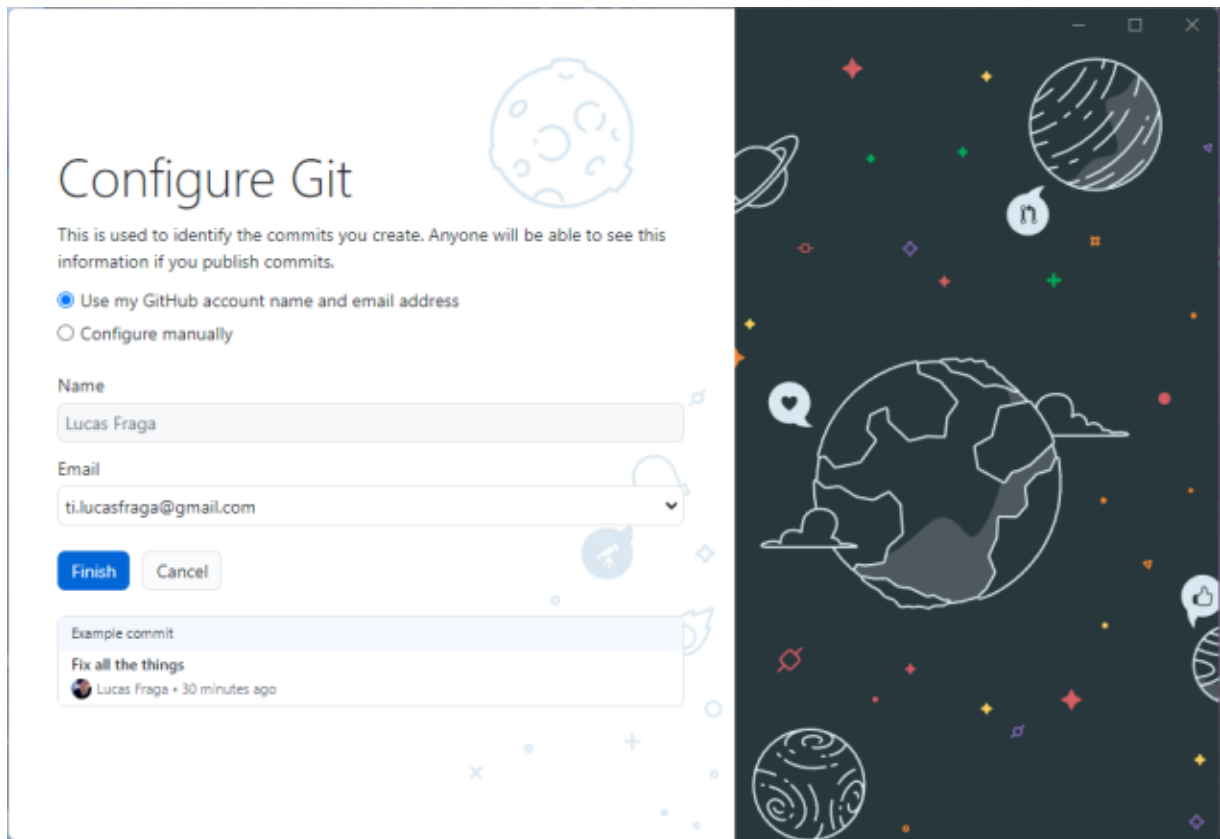 Configure Git
This is used to identify the commits you create. Anyone will be able to see this
information if you publish commits.
Use my GitHub account name and email address
Configure manually
Name
Lucas Fraga
Email
ti.lucasfraga@gmail.com
Finish Cancel
Example commit
Fix all the things
Lucas Fraga • 30 minutes ago